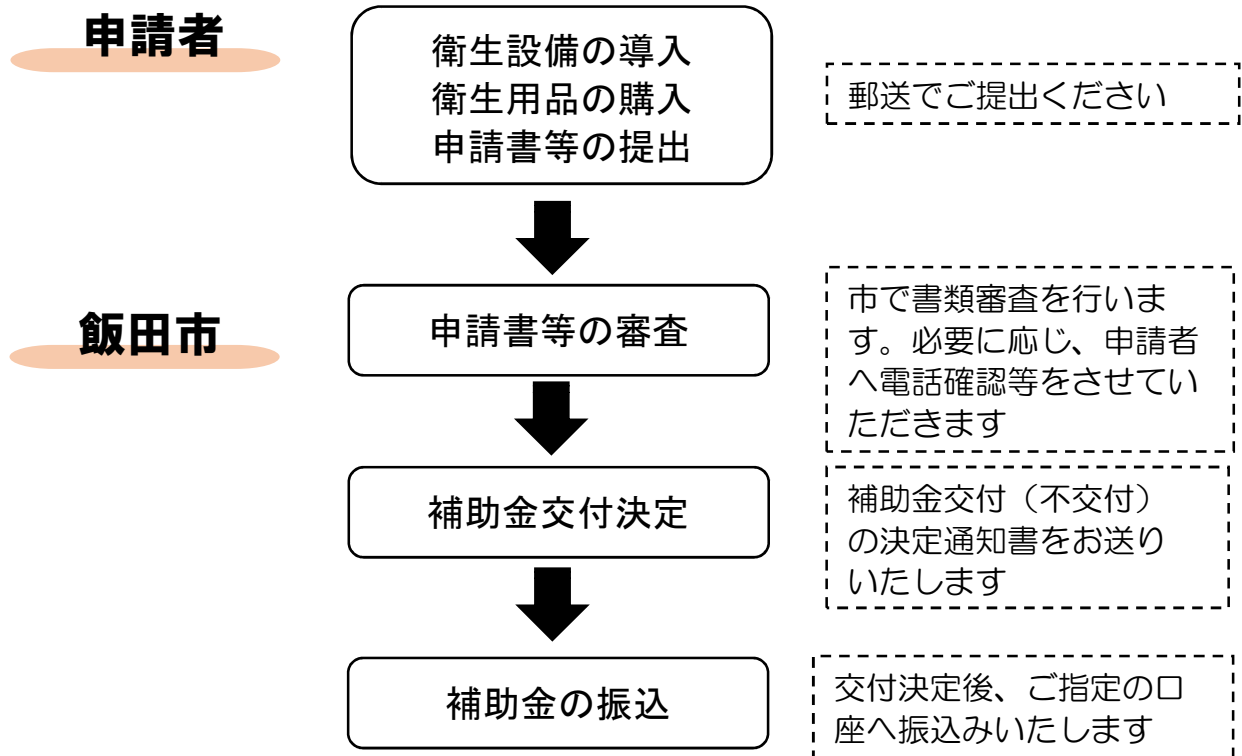 申請者
衛生設備の導入
衛生用品の購入
申請書等の提出
郵送でご提出ください
飯田市
申請書等の審査
市で書類審査を行いま
す。必要に応じ、申請者
へ電話確認等をさせてい
ただきます
補助金交付決定
補助金交付（不交付）
の決定通知書をお送り
いたします
補助金の振込
交付決定後、ご指定の口
座へ振込みいたします